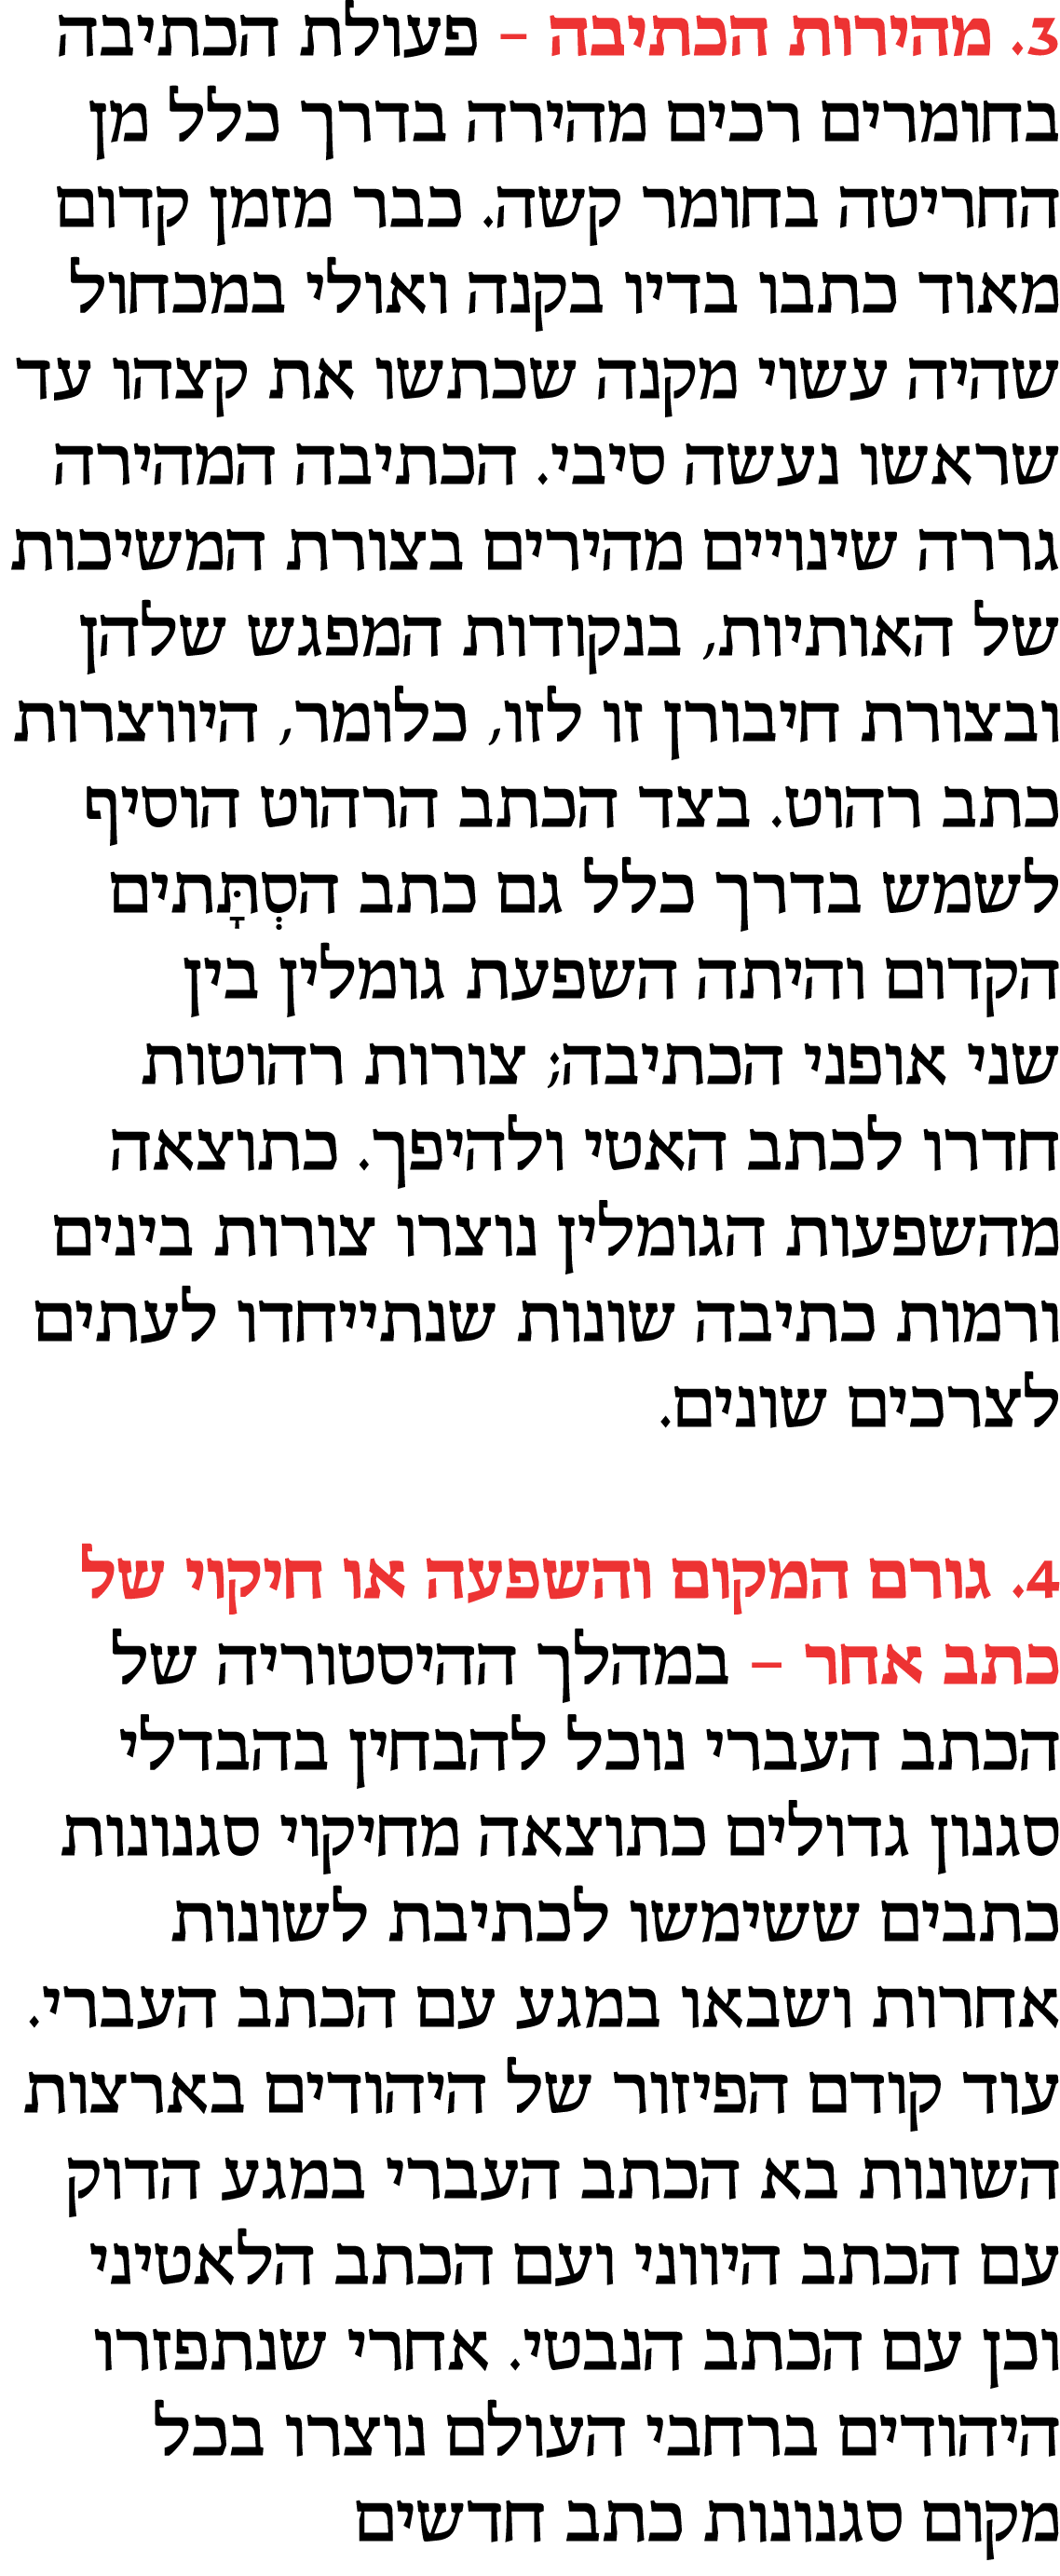 3. מהירות הכתיבה – פעולת הכתיבה
בחומרים רכים מהירה בדרך כלל מן
החריטה בחומר קשה. כבר מזמן קדום
מאוד כתבו בדיו בקנה ואולי במכחול
שהיה עשוי מקנה שכתשו את קצהו עד
שראשו נעשה סיבי. הכתיבה המהירה
גררה שינויים מהירים בצורת המשיכות
של האותיות, בנקודות המפגש שלהן
ובצורת חיבורן זו לזו, כלומר, היווצרות
כתב רהוט. בצד הכתב הרהוט הוסיף
לשמש בדרך כלל גם כתב הסְתָּתים
הקדום והיתה השפעת גומלין בין
שני אופני הכתיבה; צורות רהוטות
חדרו לכתב האטי ולהיפך. כתוצאה
מהשפעות הגומלין נוצרו צורות בינים
ורמות כתיבה שונות שנתייחדו לעתים
לצרכים שונים.
4. גורם המקום והשפעה או חיקוי של
כתב אחר – במהלך ההיסטוריה של
הכתב העברי נוכל להבחין בהבדלי
סגנון גדולים כתוצאה מחיקוי סגנונות
כתבים ששימשו לכתיבת לשונות
אחרות ושבאו במגע עם הכתב העברי.
עוד קודם הפיזור של היהודים בארצות
השונות בא הכתב העברי במגע הדוק
עם הכתב היווני ועם הכתב הלאטיני
וכן עם הכתב הנבטי. אחרי שנתפזרו
היהודים ברחבי העולם נוצרו בכל
מקום סגנונות כתב חדשים